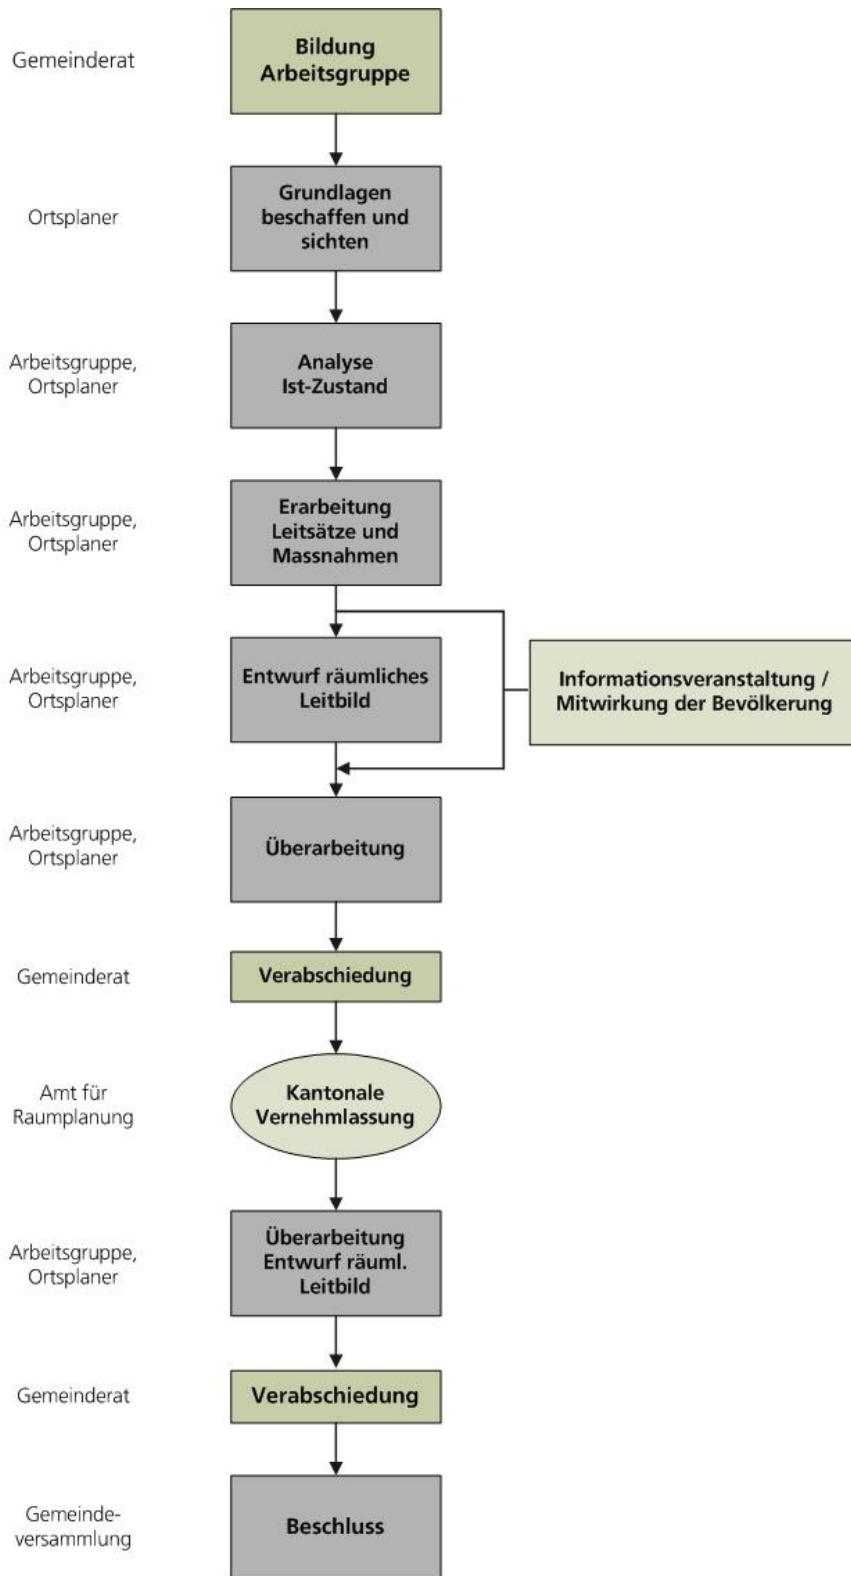 Gemeinderat
Bildung
Arbeitsgruppe
Ortsplaner
Grundlagen
beschaffen und
sichten
Arbeitsgruppe,
Ortsplaner
Analyse
Ist-Zustand
Arbeitsgruppe,
Ortsplaner
Erarbeitung
Leitsätze und
Massnahmen
Arbeitsgruppe,
Ortsplaner
Entwurf räumliches
Leitbild
Informationsveranstaltung /
Mitwirkung der Bevölkerung
Arbeitsgruppe,
Ortsplaner
Überarbeitung
Gemeinderat
Verabschiedung
Amt für
Raumplanung
Kantonale
Vernehmlassung
Arbeitsgruppe,
Ortsplaner
Überarbeitung
Entwurf räuml.
Leitbild
Gemeinderat
Verabschiedung
Gemeinde-
versammlung
Beschluss